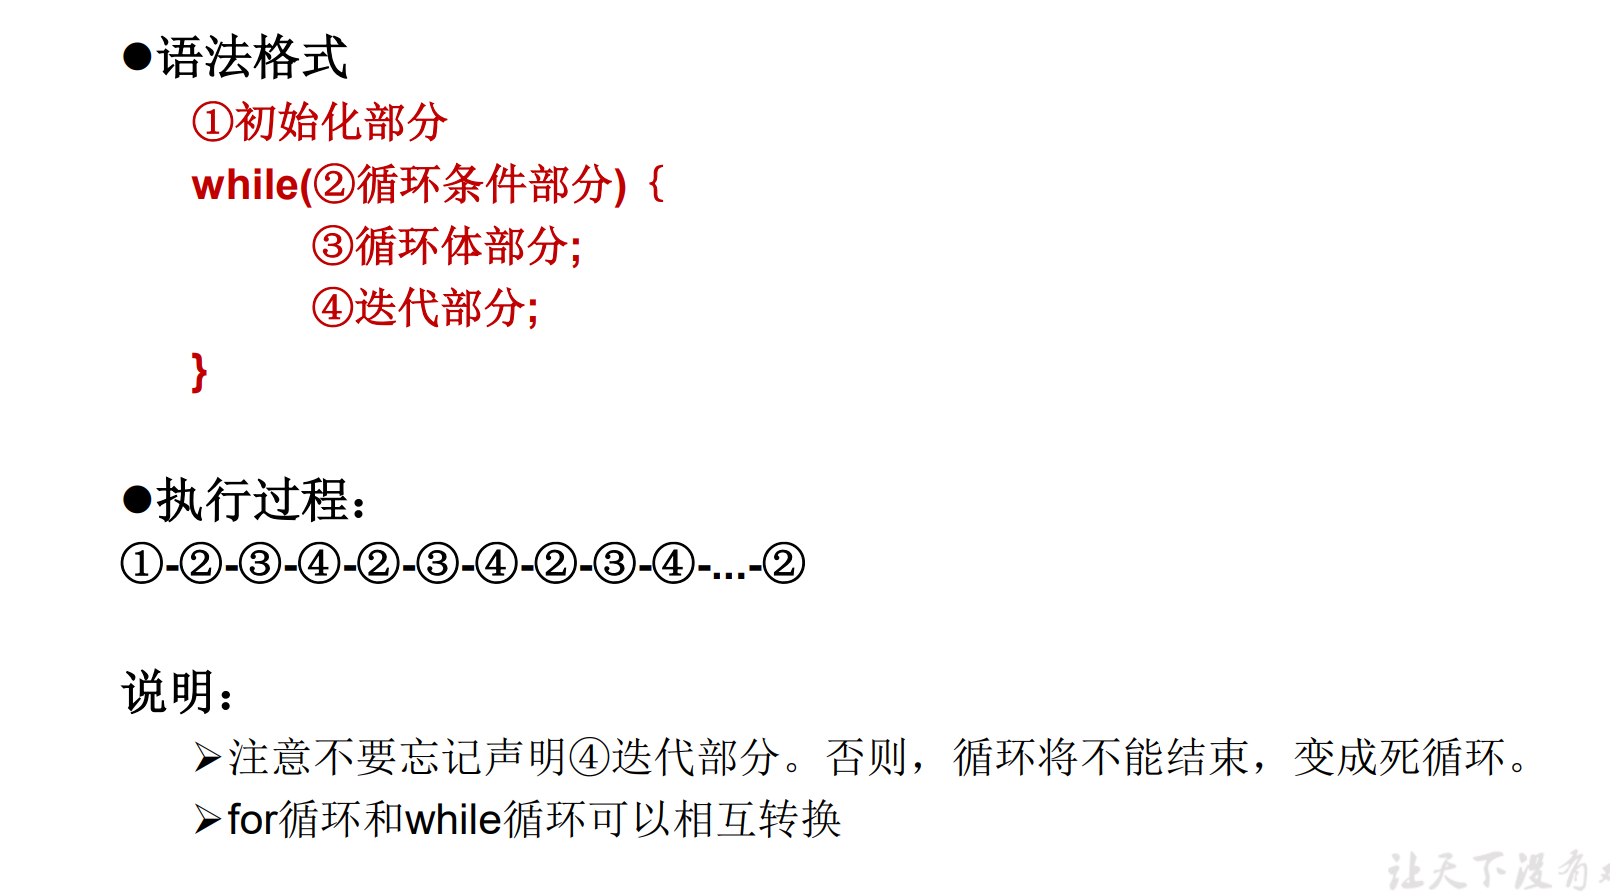 ●语法格式
①初始化部分
while(②循环条件部分)｛
③循环体部分;
④迭代部分;
}
●执行过程：
①-②-③-④-②-③-④-②-③-④-...-②
说明：
➢注意不要忘记声明④迭代部分。否则，循环将不能结束，变成死循环。
➢for循环和while循环可以相互转换
让天下没有